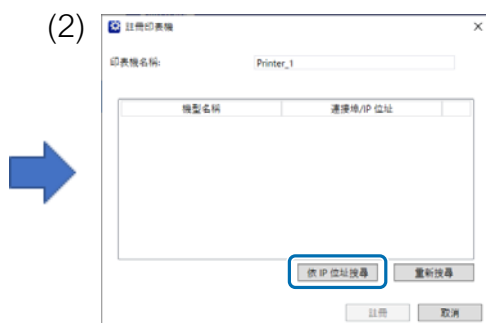 (2)
註冊印表機
印表機名稱: Printer_1
機型名稱 連接埠/IP 位址
依 IP 位址搜尋 重新搜尋
註冊 取消